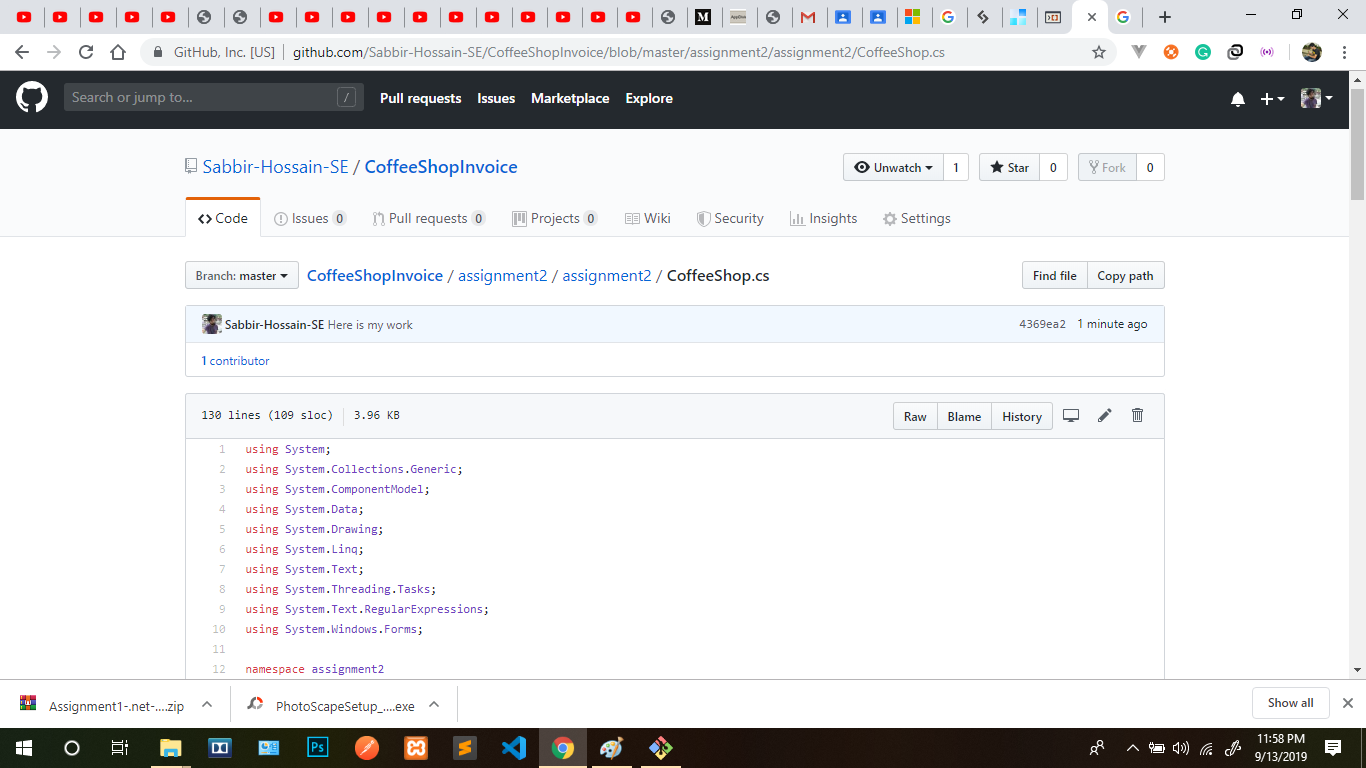 GitHub, Inc. [US] github.com/Sabbir-Hossain-SE/CoffeeShopInvoice/blob/master/assignment2/assignment2/CoffeeShop.cs
Search or jump to... / Pull requests Issues Marketplace Explore
Sabbir-Hossain-SE / CoffeeShopInvoice Unwatch 1 Star 0 Fork 0
Code Issues 0 Pull requests 0 Projects 0 Wiki Security Insights Settings
Branch: master CoffeeShopInvoice / assignment2 / assignment2 / CoffeeShop.cs Find file Copy path
Sabbir-Hossain-SE Here is my work 4369ea2 1 minute ago
1 contributor
130 lines (109 sloc) 3.96 KB Raw Blame History
1 using System;
2 using System.Collections.Generic;
3 using System.ComponentModel;
4 using System.Data;
5 using System.Drawing;
6 using System.Linq;
7 using System.Text;
8 using System.Threading.Tasks;
9 using System.Text.RegularExpressions;
10 using System.Windows.Forms;
11
12 namespace assignment2
Assignment1-.net-....zip PhotoScapeSetup_....exe Show all
11:58 PM
9/13/2019